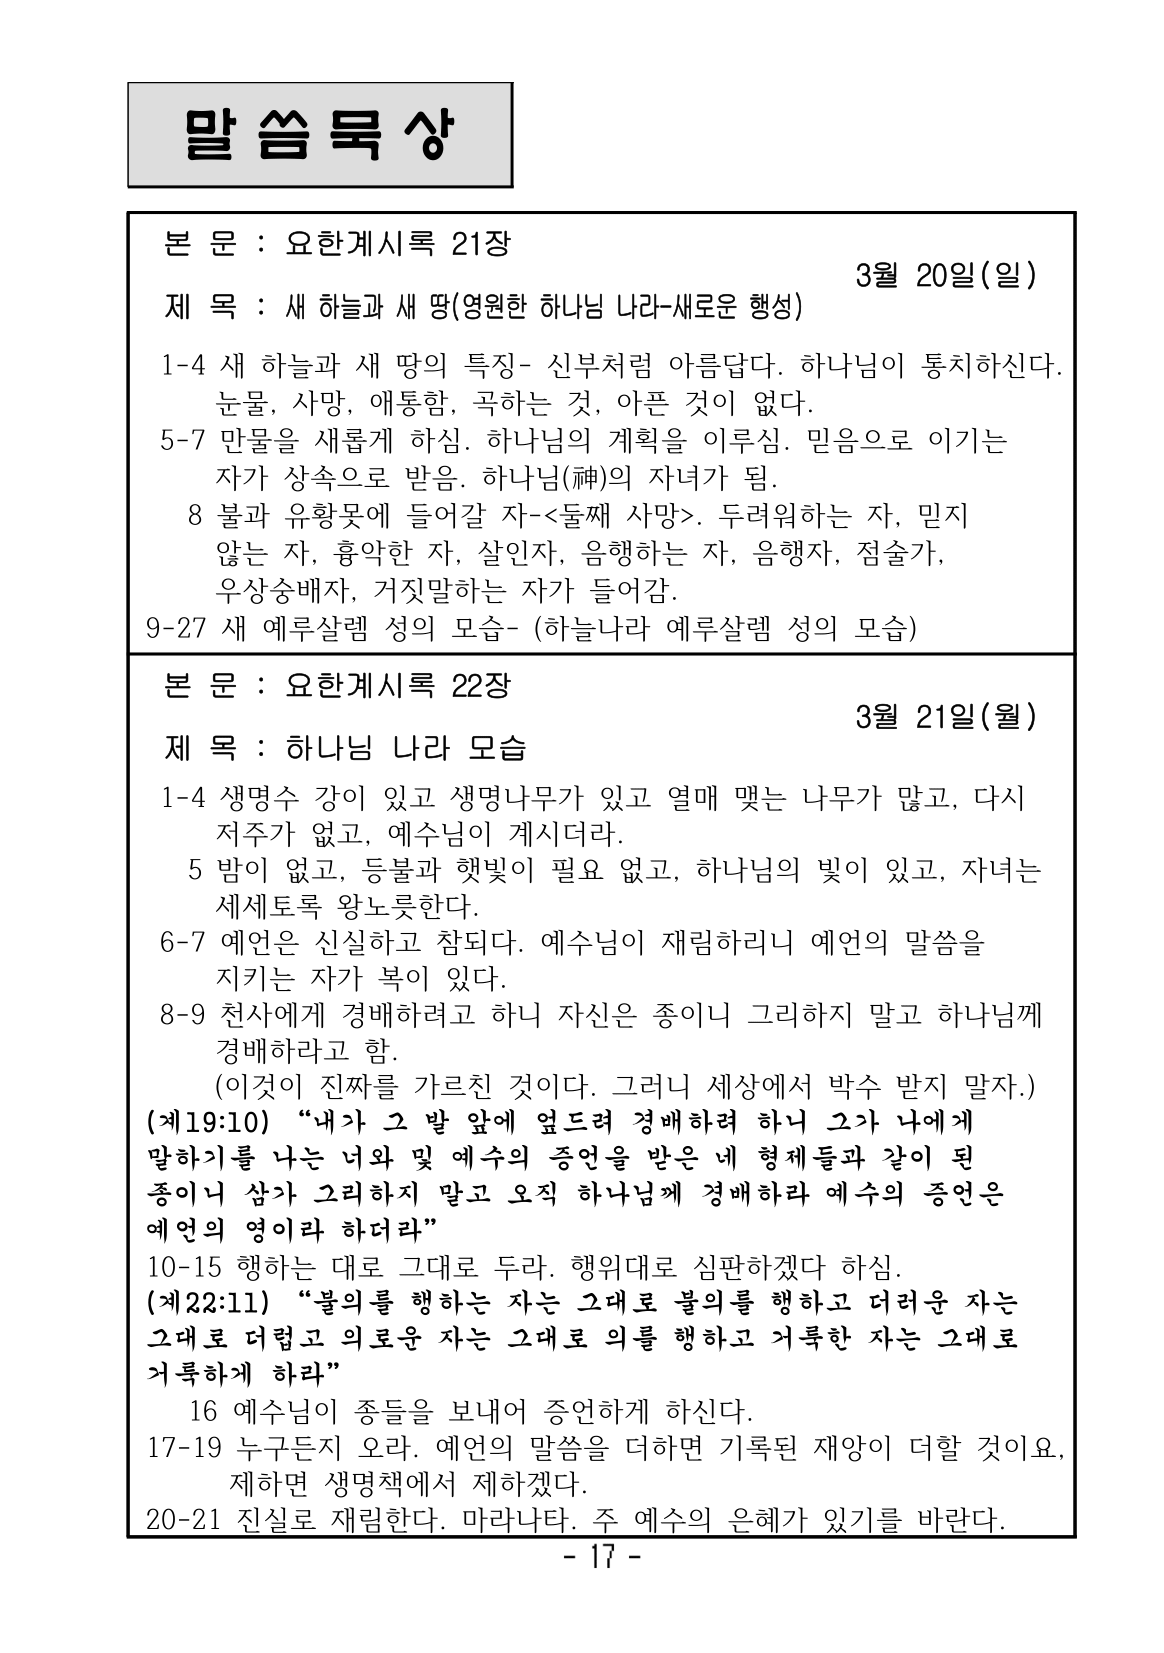 말씀묵상
본 문 : 요한계시록 21장
3월 20일(일)
제 목 : 새 하늘과 새 땅(영원한 하나님 나라-새로운 행성)
1-4 새 하늘과 새 땅의 특징- 신부처럼 아름답다. 하나님이 통치하신다.
눈물, 사망, 애통함, 곡하는 것, 아픈 것이 없다.
5-7 만물을 새롭게 하심. 하나님의 계획을 이루심. 믿음으로 이기는
자가 상속으로 받음. 하나님(神)의 자녀가 됨.
8 불과 유황못에 들어갈 자-<둘째 사망>. 두려워하는 자, 믿지
않는 자, 흉악한 자, 살인자, 음행하는 자, 음행자, 점술가,
우상숭배자, 거짓말하는 자가 들어감.
9-27 새 예루살렘 성의 모습- (하늘나라 예루살렘 성의 모습)
본 문 : 요한계시록 22장
3월 21일(월)
제 목 : 하나님 나라 모습
1-4 생명수 강이 있고 생명나무가 있고 열매 맺는 나무가 많고, 다시
저주가 없고, 예수님이 계시더라.
5 밤이 없고, 등불과 햇빛이 필요 없고, 하나님의 빛이 있고, 자녀는
세세토록 왕노릇한다.
6-7 예언은 신실하고 참되다. 예수님이 재림하리니 예언의 말씀을
지키는 자가 복이 있다.
8-9 천사에게 경배하려고 하니 자신은 종이니 그리하지 말고 하나님께
경배하라고 함.
(이것이 진짜를 가르친 것이다. 그러니 세상에서 박수 받지 말자.)
(계19:10) “내가 그 발 앞에 엎드려 경배하려 하니 그가 나에게
말하기를 나는 너와 및 예수의 증언을 받은 네 형제들과 같이 된
종이니 삼가 그리하지 말고 오직 하나님께 경배하라 예수의 증언은
예언의 영이라 하더라”
10-15 행하는 대로 그대로 두라. 행위대로 심판하겠다 하심.
(계22:11) “불의를 행하는 자는 그대로 불의를 행하고 더러운 자는
그대로 더럽고 의로운 자는 그대로 의를 행하고 거룩한 자는 그대로
거룩하게 하라”
16 예수님이 종들을 보내어 증언하게 하신다.
17-19 누구든지 오라. 예언의 말씀을 더하면 기록된 재앙이 더할 것이요,
제하면 생명책에서 제하겠다.
20-21 진실로 재림한다. 마라나타. 주 예수의 은혜가 있기를 바란다.
- 17 -